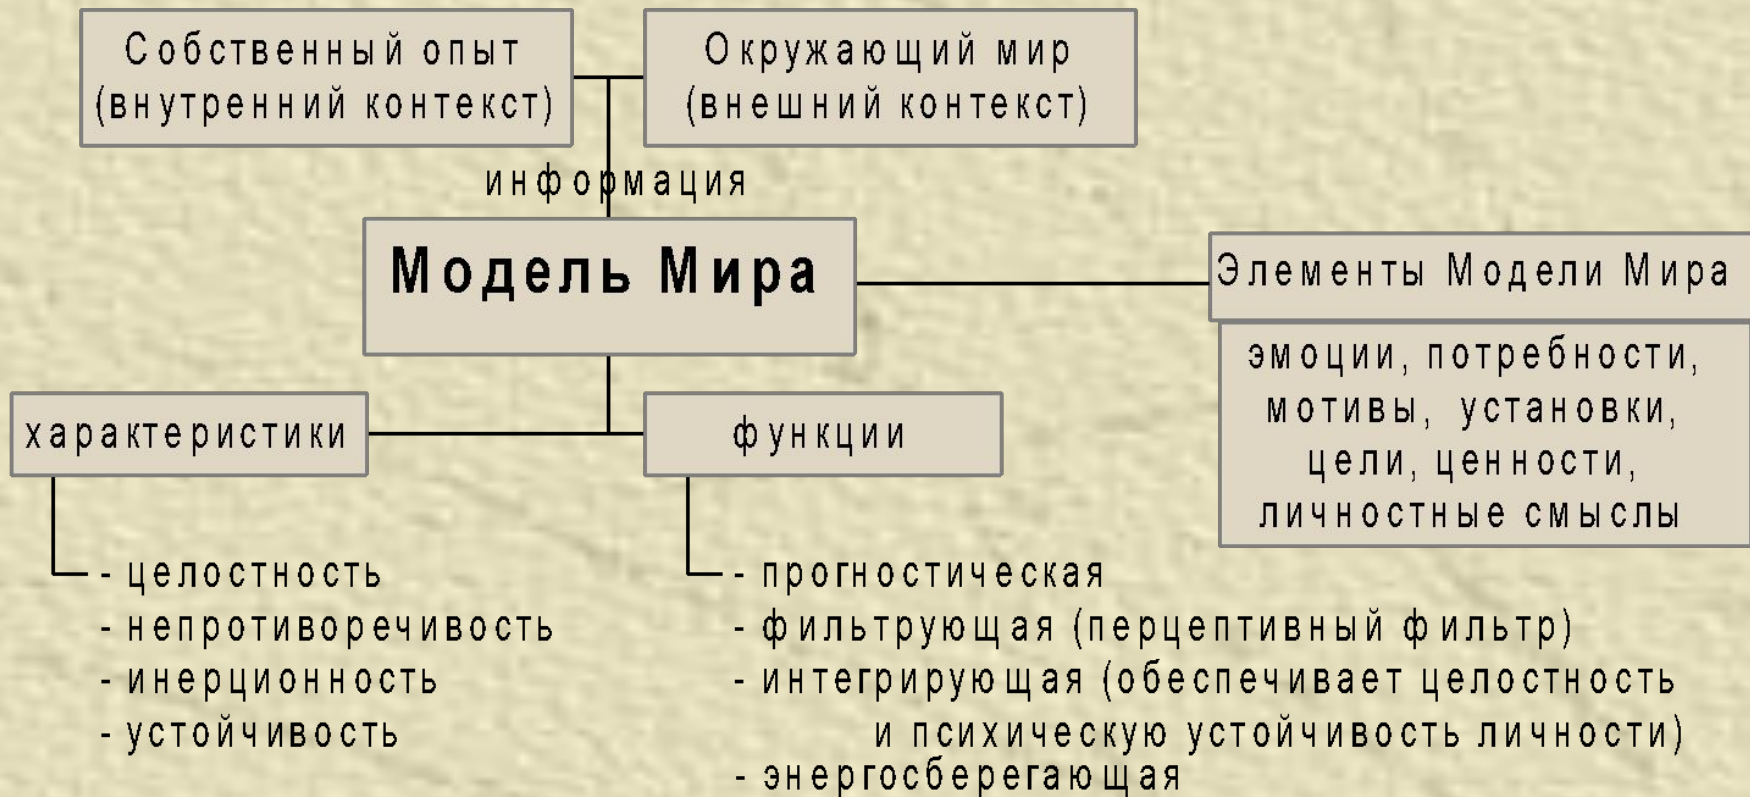 Собственный опыт
(внутренний контекст)
Окружающий мир
(внешний контекст)
информация
Модель Мира
Элементы Модели Мира
эмоции, потребности,
мотивы, установки,
цели, ценности,
личностные смыслы
характеристики
- целостность
- непротиворечивость
- инерционность
- устойчивость
функции
- прогностическая
- фильтрующая (перцептивный фильтр)
- интегрирующая (обеспечивает целостность
и психическую устойчивость личности)
- энергосберегающая